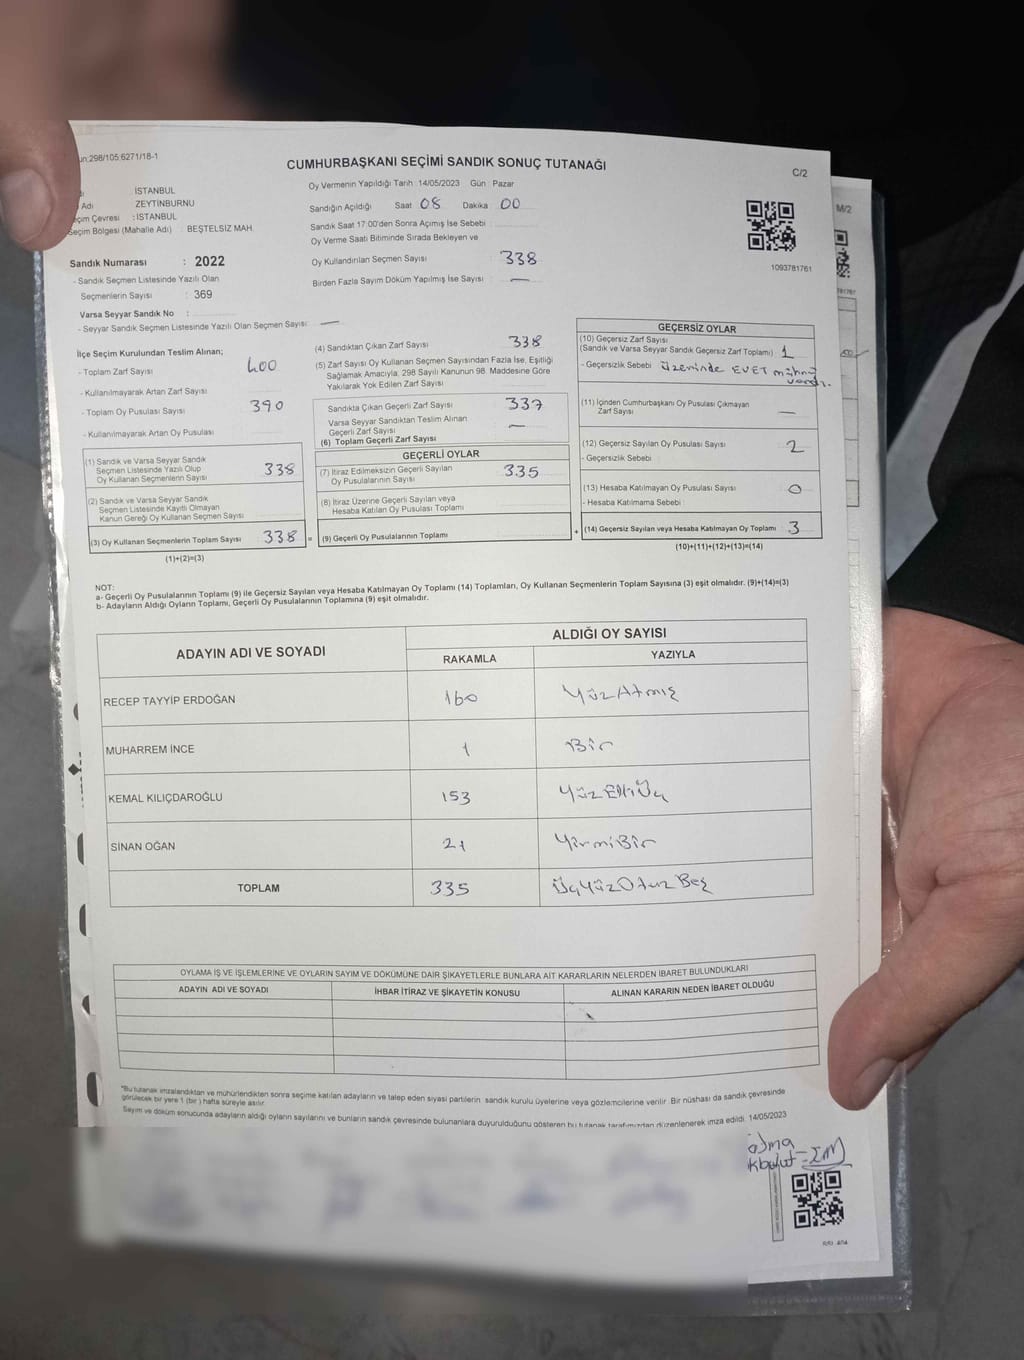 un:298/105:6271/18-1
CUMHURBAŞKANI SEÇİMİ SANDIK SONUÇ TUTANAĞI
C/2
İSTANBUL
Adı ZEYTİNBURNU
eçim Çevresi : İSTANBUL
Seçim Bölgesi (Mahalle Adı) : BEŞTELSIZ MAH.
Sandık Numarası : 2022
- Sandık Seçmen Listesinde Yazılı Olan
Seçmenlerin Sayısı : 369
Varsa Seyyar Sandık No :
- Seyyar Sandık Seçmen Listesinde Yazılı Olan Seçmen Sayısı: —
Oy Vermenin Yapıldığı Tarih :14/05/2023 Gün : Pazar
Sandığın Açıldığı Saat 08 Dakika 00
Sandık Saat 17:00'den Sonra Açımış İse Sebebi :
Oy Verme Saati Bitiminde Sırada Bekleyen ve
Oy Kullandırılan Seçmen Sayısı : 338
Birden Fazla Sayım Döküm Yapılmış İse Sayısı : —
1093781761
M/2
İlçe Seçim Kurulundan Teslim Alınan;
- Toplam Zarf Sayısı 400
- Kullanılmayarak Artan Zarf Sayısı
- Toplam Oy Pusulası Sayısı 390
- Kullanılmayarak Artan Oy Pusulası
(1) Sandık ve Varsa Seyyar Sandık
Seçmen Listesinde Yazılı Olup
Oy Kullanan Seçmenlerin Sayısı 338
(2) Sandık ve Varsa Seyyar Sandık
Seçmen Listesinde Kayıtlı Olmayan
Kanun Gereği Oy Kullanan Seçmen Sayısı
(3) Oy Kullanan Seçmenlerin Toplam Sayısı 338 =
(1)+(2)=(3)
(4) Sandıktan Çıkan Zarf Sayısı 338
(5) Zarf Sayısı Oy Kullanan Seçmen Sayısından Fazla İse, Eşitliği
Sağlamak Amacıyla, 298 Sayılı Kanunun 98. Maddesine Göre
Yakılarak Yok Edilen Zarf Sayısı
Sandıkta Çıkan Geçerli Zarf Sayısı 337
Varsa Seyyar Sandıktan Teslim Alınan
Geçerli Zarf Sayısı —
(6) Toplam Geçerli Zarf Sayısı
GEÇERLİ OYLAR
(7) İtiraz Edilmeksizin Geçerli Sayılan
Oy Pusulalarının Sayısı 335
(8) İtiraz Üzerine Geçerli Sayılan veya
Hesaba Katılan Oy Pusulası Toplamı
(9) Geçerli Oy Pusulalarının Toplamı +
GEÇERSİZ OYLAR
(10) Geçersiz Zarf Sayısı
(Sandık ve Varsa Seyyar Sandık Geçersiz Zarf Toplamı) 1
- Geçersizlik Sebebi : Üzerinde EVET mührü
vardı.
(11) İçinden Cumhurbaşkanı Oy Pusulası Çıkmayan
Zarf Sayısı —
(12) Geçersiz Sayılan Oy Pusulası Sayısı 2
- Geçersizlik Sebebi :
(13) Hesaba Katılmayan Oy Pusulası Sayısı 0
- Hesaba Katılmama Sebebi :
(14) Geçersiz Sayılan veya Hesaba Katılmayan Oy Toplamı 3
(10)+(11)+(12)+(13)=(14)
NOT:
a- Geçerli Oy Pusulalarının Toplamı (9) ile Geçersiz Sayılan veya Hesaba Katılmayan Oy Toplamı (14) Toplamları, Oy Kullanan Seçmenlerin Toplam Sayısına (3) eşit olmalıdır. (9)+(14)=(3)
b- Adayların Aldığı Oyların Toplamı, Geçerli Oy Pusulalarının Toplamına (9) eşit olmalıdır.
ADAYIN ADI VE SOYADI ALDIĞI OY SAYISI
RAKAMLA YAZIYLA
RECEP TAYYİP ERDOĞAN 160 YüzAtmış
MUHARREM İNCE 1 Bir
KEMAL KILIÇDAROĞLU 153 YüzElliÜç
SİNAN OĞAN 21 YirmiBir
TOPLAM 335 ÜçYüzOtuzBeş
OYLAMA İŞ VE İŞLEMLERİNE VE OYLARIN SAYIM VE DÖKÜMÜNE DAİR ŞİKAYETLERLE BUNLARA AİT KARARLARIN NELERDEN İBARET BULUNDUKLARI
ADAYIN ADI VE SOYADI İHBAR İTİRAZ VE ŞİKAYETİN KONUSU ALINAN KARARIN NEDEN İBARET OLDUĞU
*Bu tutanak imzalandıktan ve mühürlendikten sonra seçime katılan adayların ve talep eden siyasi partilerin sandık kurulu üyelerine ve/veya gözlemcilerine verilir. Bir nüshası da sandık çevresinde
görülecek bir yere 1 (bir) hafta süreyle asılır.
Sayım ve döküm sonucunda adayların aldığı oyların sayılarını ve bunların sandık çevresinde bulunanlara duyurulduğunu gösteren bu tutanak tarafımızdan düzenlenerek imza edildi. 14/05/2023